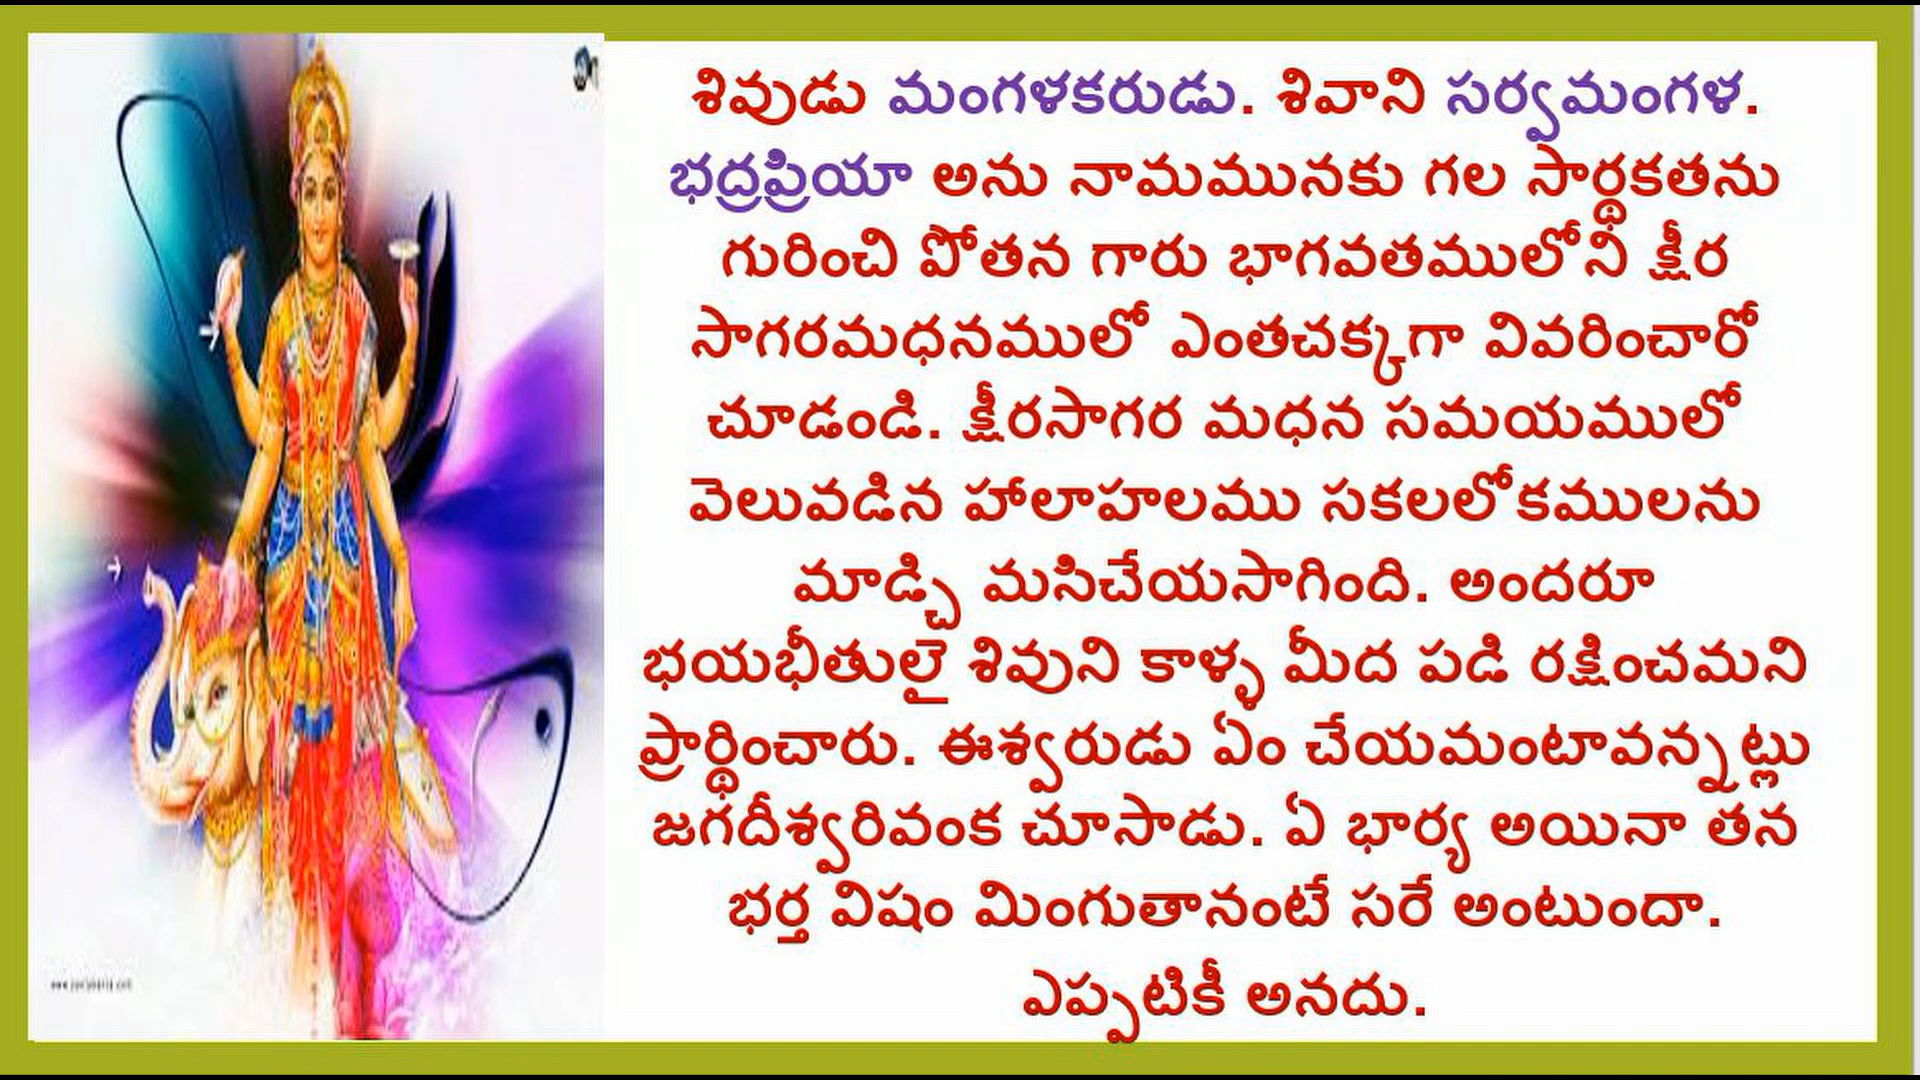 శివుడు మంగళకరుడు. శివాని సర్వమంగళ.
భద్రప్రియా అను నామమునకు గల సార్థకతను
గురించి పోతన గారు భాగవతములోని క్షీర
సాగరమధనములో ఎంతచక్కగా వివరించారో
చూడండి. క్షీరసాగర మధన సమయములో
వెలువడిన హాలాహలము సకలలోకములను
మాడ్చి మసిచేయసాగింది. అందరూ
భయభీతులై శివుని కాళ్ళ మీద పడి రక్షించమని
ప్రార్థించారు. ఈశ్వరుడు ఏం చేయమంటావన్నట్లు
జగదీశ్వరివంక చూసాడు. ఏ భార్య అయినా తన
భర్త విషం మింగుతానంటే సరే అంటుందా.
ఎప్పటికీ అనదు.